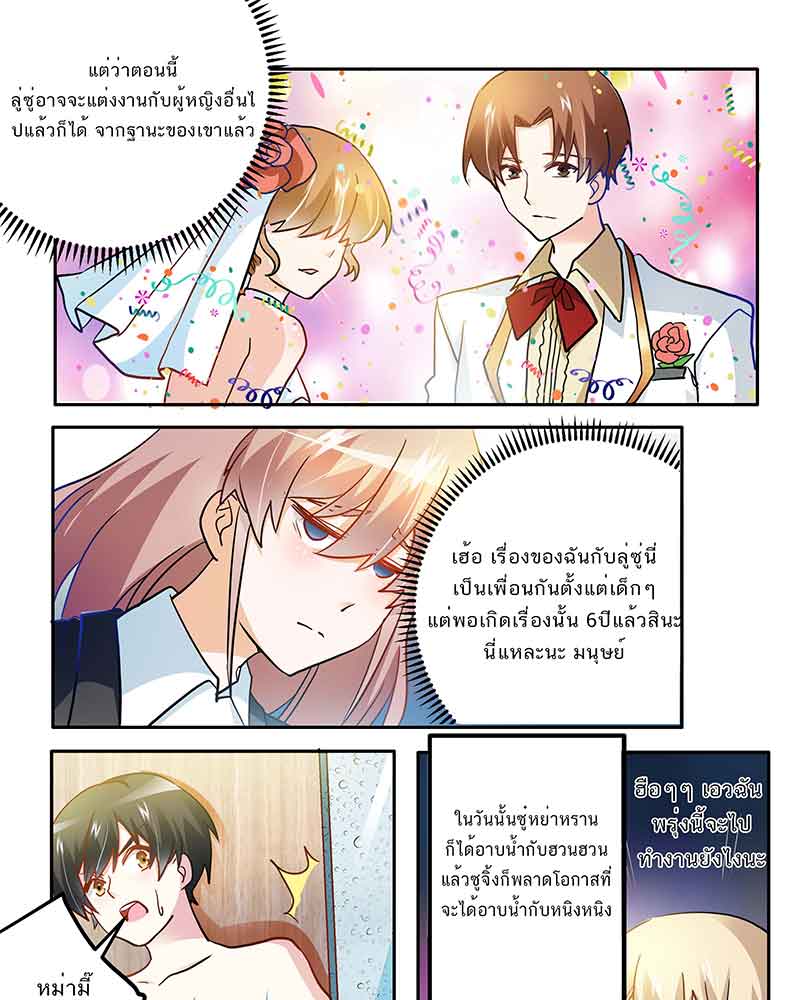 แต่ว่าตอนนี้
ลู่ซู่อาจจะแต่งงานกับผู้หญิงอื่นไ
ปแล้วก็ได้ จากฐานะของเขาแล้ว
เฮ้อ เรื่องของฉันกับลู่ซู่นี่
เป็นเพื่อนกันตั้งแต่เด็กๆ
แต่พอเกิดเรื่องนั้น 6ปีแล้วสินะ
นี่แหละนะ มนุษย์
หม่ามี๊
ในวันนั้นซู่หย่าหราน
ก็ได้อาบน้ำกับฮวนฮวน
แล้วซูจิ้งก็พลาดโอกาสที่
จะได้อาบน้ำกับหนิงหนิง
ฮือๆๆ เอวฉัน
พรุ่งนี้จะไป
ทำงานยังไงนะ